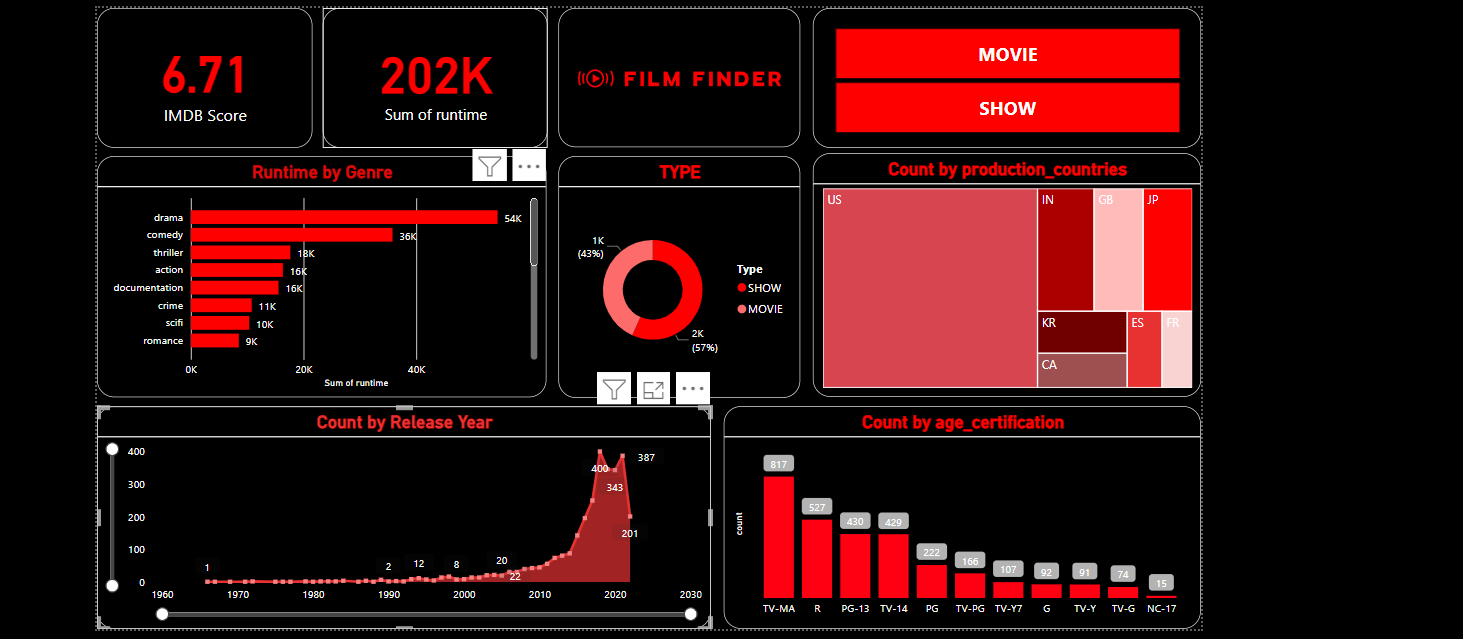 6.71
IMDB Score
202K
Sum of runtime
FILM FINDER
MOVIE
SHOW
Runtime by Genre
drama
54K
comedy
36K
thriller
18K
action
16K
documentation
16K
crime
11K
scifi
10K
romance
9K
0K 20K 40K
Sum of runtime
TYPE
1K
(43%)
2K
(57%)
Type
SHOW
MOVIE
Count by production_countries
US
IN
GB
JP
KR
ES
FR
CA
Count by Release Year
400
300
200
100
0
1
2
12
8
20
22
400
343
387
201
1960 1970 1980 1990 2000 2010 2020 2030
Count by age_certification
count
817 527 430 429 222 166 107 92 91 74 15
TV-MA R PG-13 TV-14 PG TV-PG TV-Y7 G TV-Y TV-G NC-17